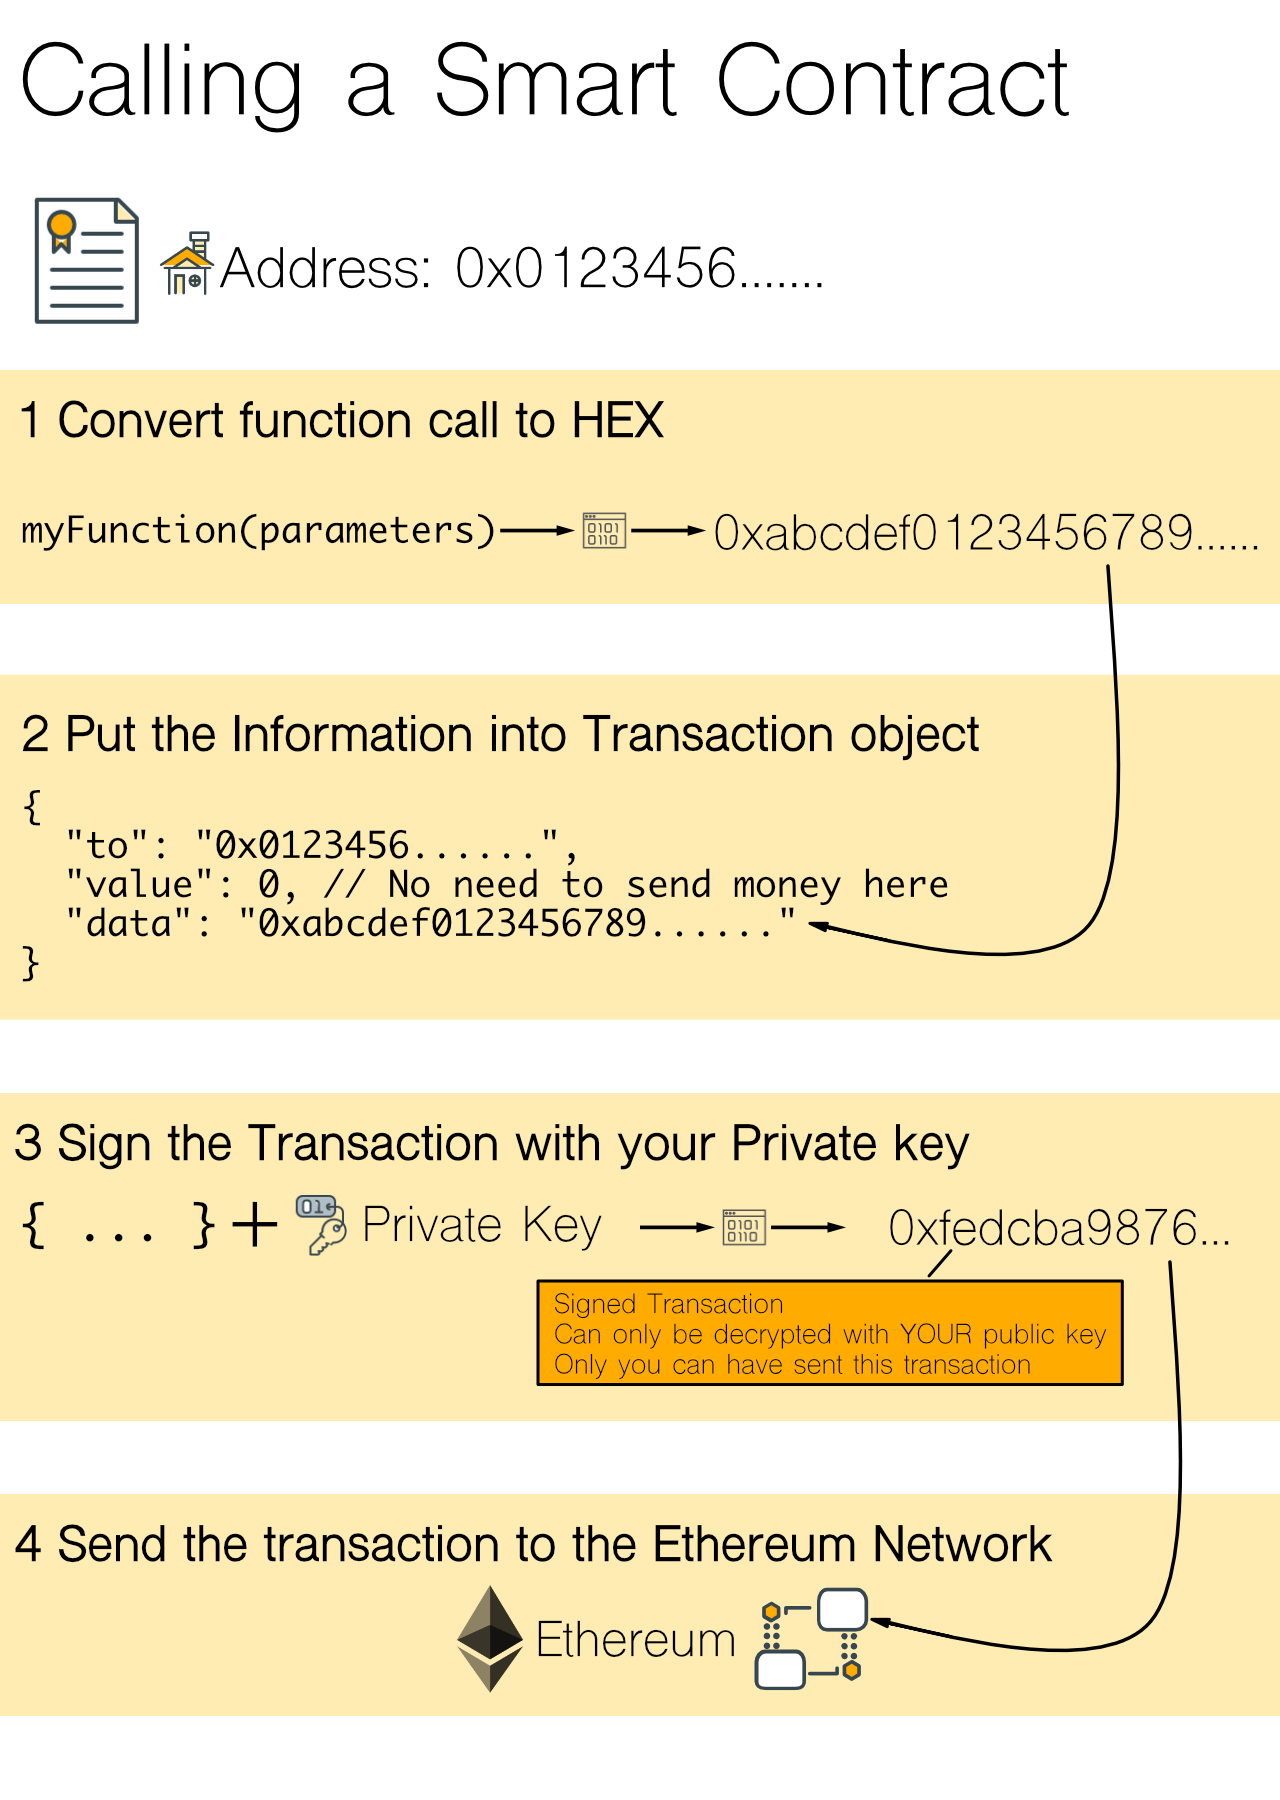 Calling a Smart Contract
Address: 0x0123456.......
1 Convert function call to HEX
myFunction(parameters)
0101
0110
0xabcdef0123456789......
2 Put the Information into Transaction object
{
"to": "0x0123456......",
"value": 0, // No need to send money here
"data": "0xabcdef0123456789......"
}
3 Sign the Transaction with your Private key
{ ... } +
01
Private Key
0101
0110
0xfedcba9876...
Signed Transaction
Can only be decrypted with YOUR public key
Only you can have sent this transaction
4 Send the transaction to the Ethereum Network
Ethereum